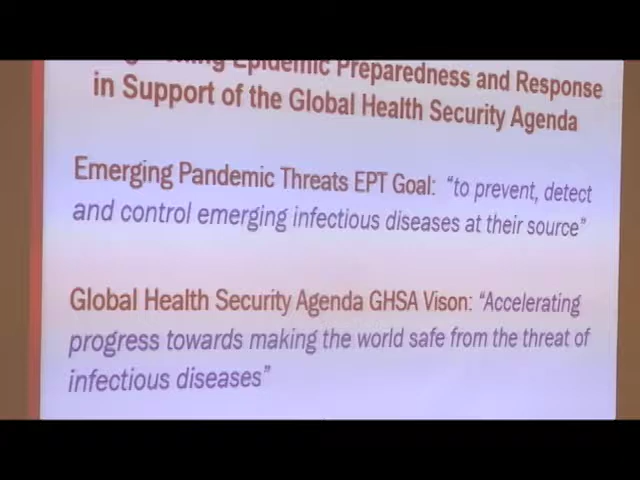 Epidemic Preparedness and Response
in Support of the Global Health Security Agenda
Emerging Pandemic Threats EPT Goal: "to prevent, detect
and control emerging infectious diseases at their source"
Global Health Security Agenda GHSA Vison: "Accelerating
progress towards making the world safe from the threat of
infectious diseases"